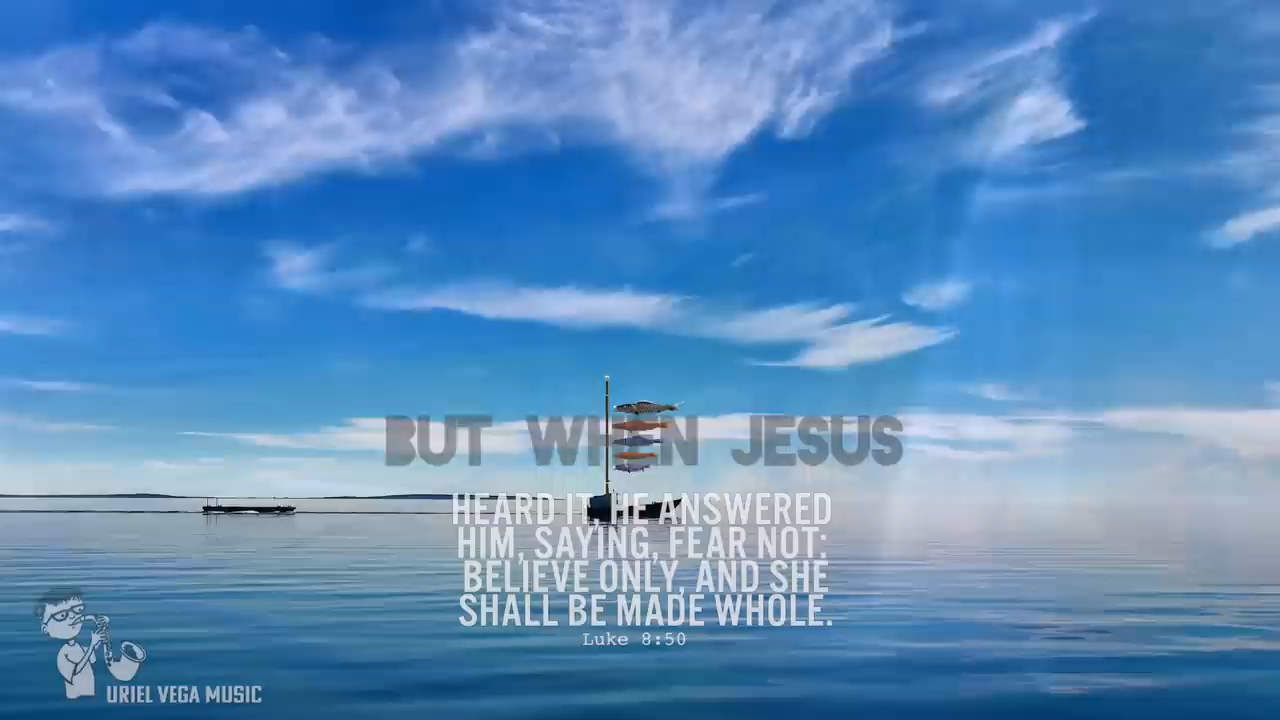 BUT WHEN JESUS
HEARD IT, HE ANSWERED
HIM, SAYING, FEAR NOT:
BELIEVE ONLY, AND SHE
SHALL BE MADE WHOLE.
Luke 8:50
URIEL VEGA MUSIC